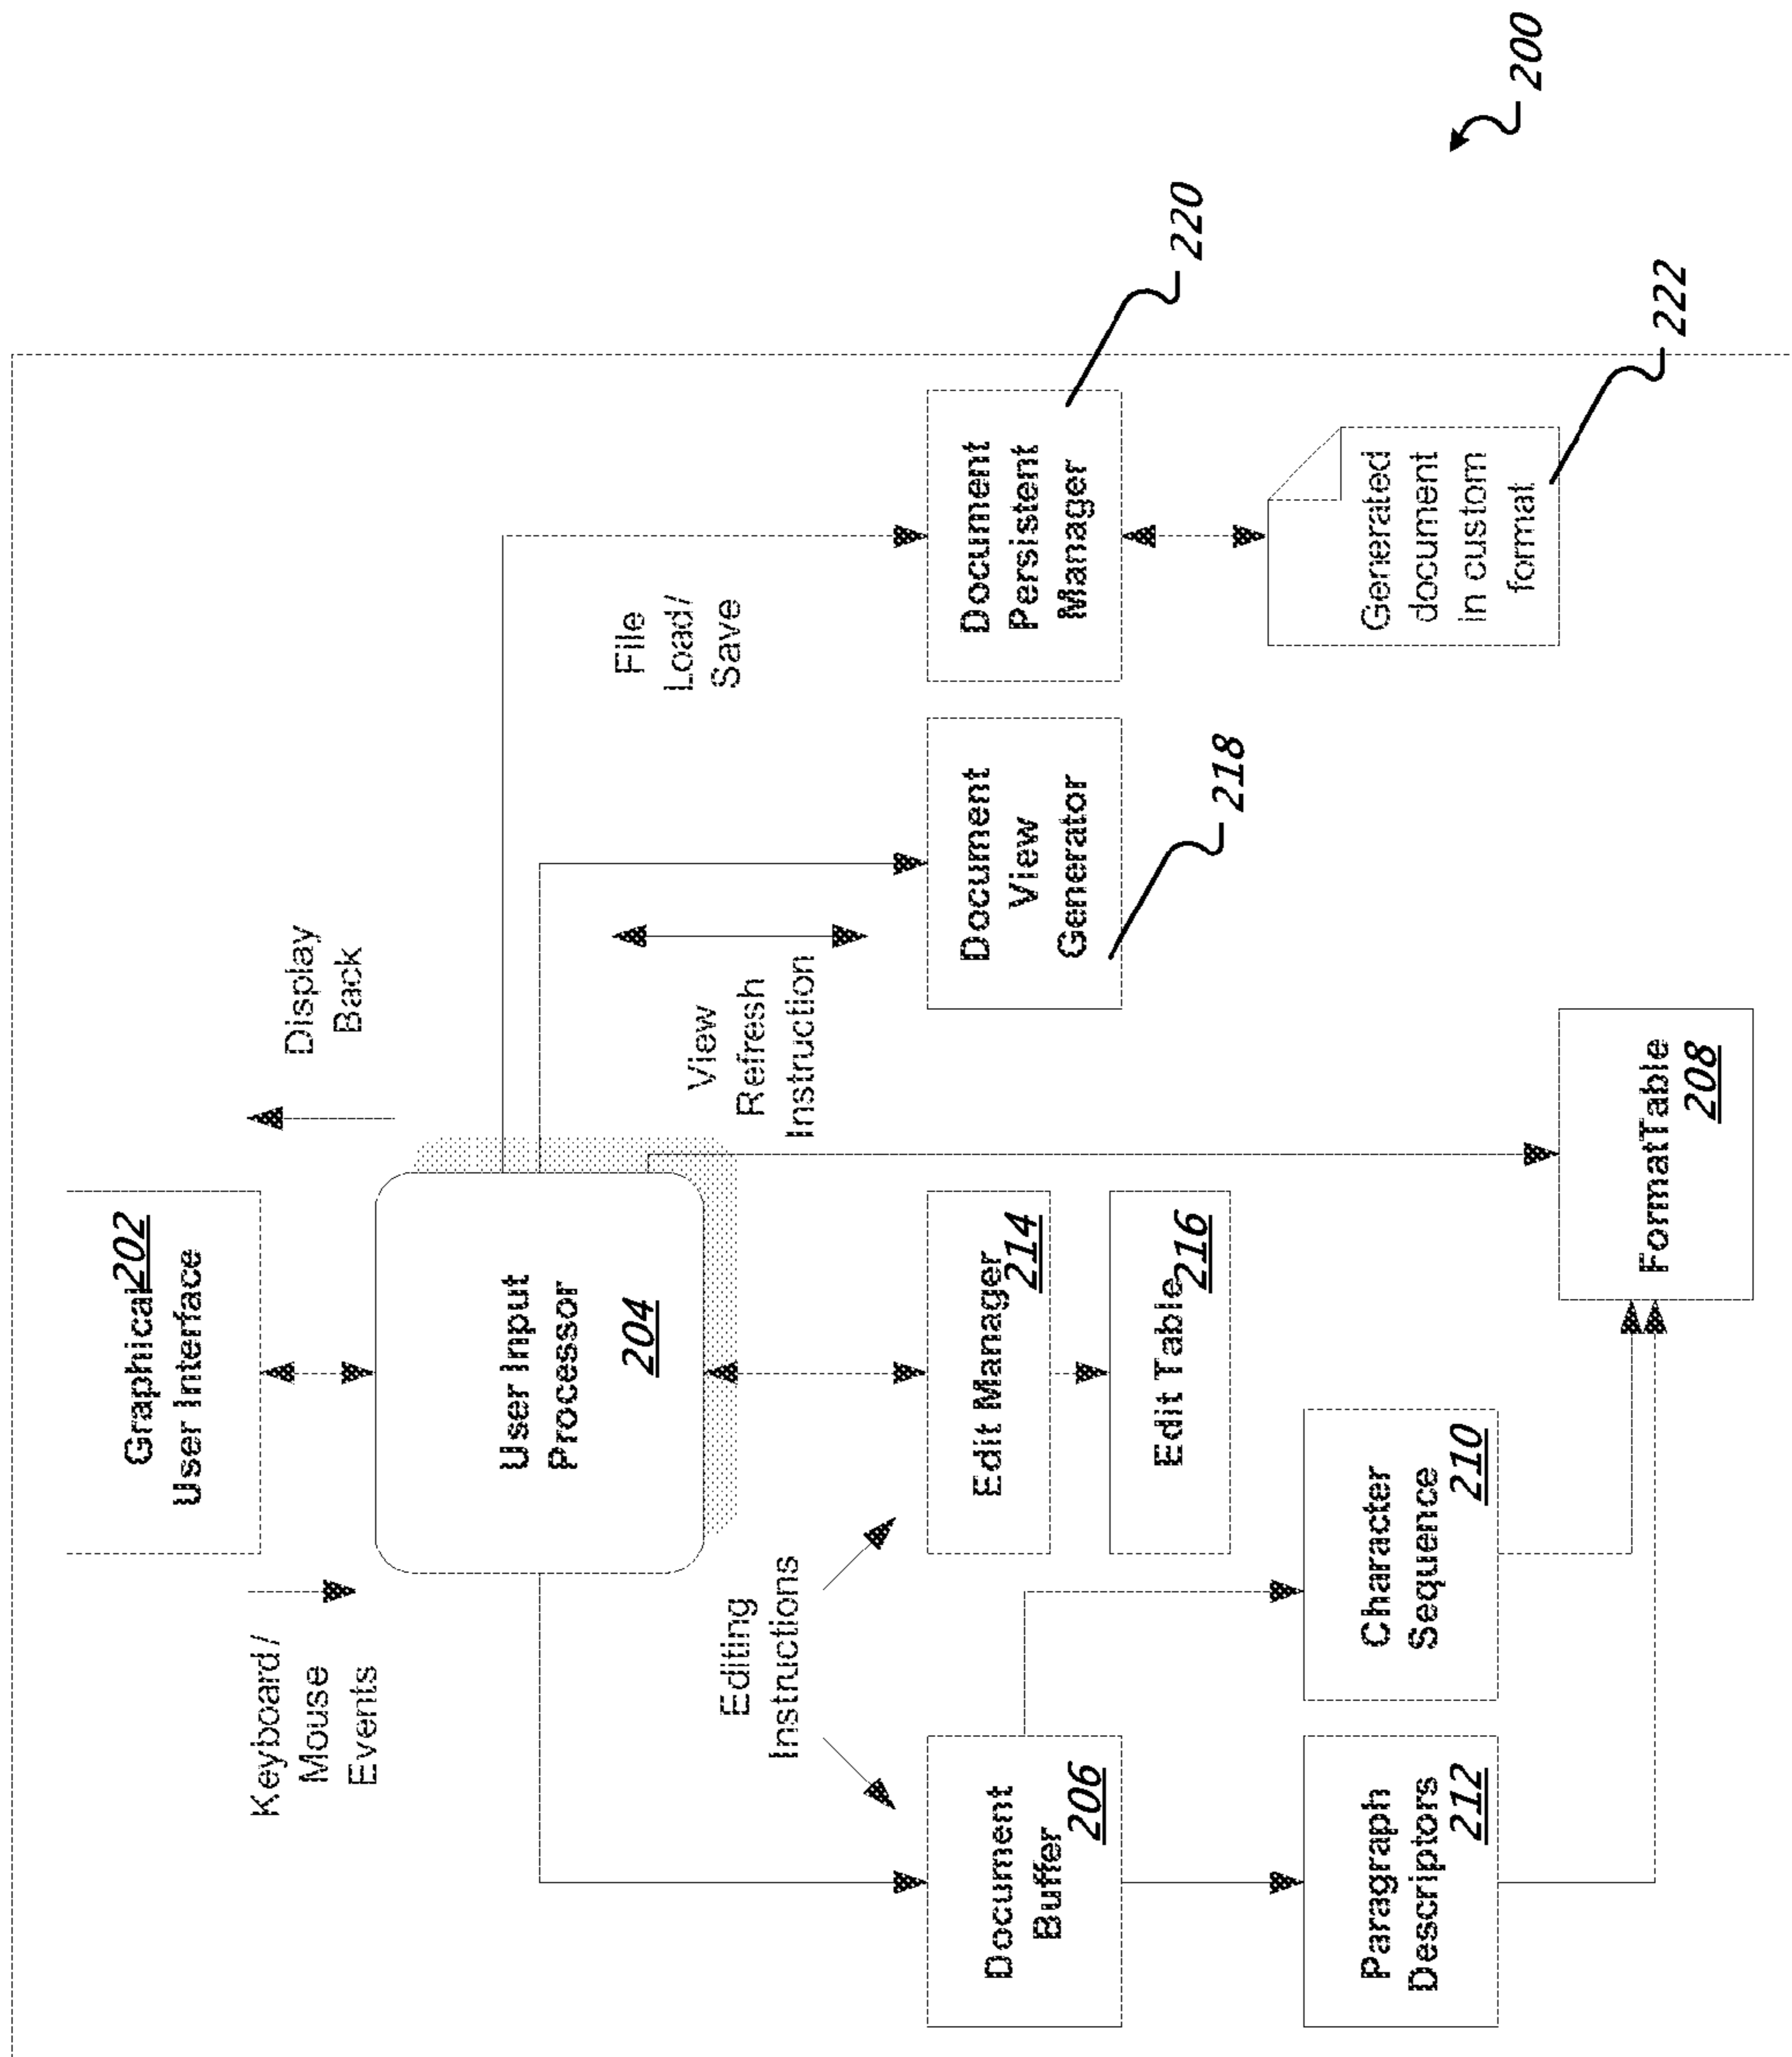 Keyboard/
Mouse
Events
Graphical
User Interface
202
Display
Back
User Input
Processor
204
Editing
Instructions
View
Refresh
Instruction
File
Load/
Save
Document
Buffer
206
Edit Manager
214
Edit Table
216
Document
View
Generator
218
Document
Persistent
Manager
220
Paragraph
Descriptors
212
Character
Sequence
210
FormatTable
208
Generated
document
in custom
format
222
200